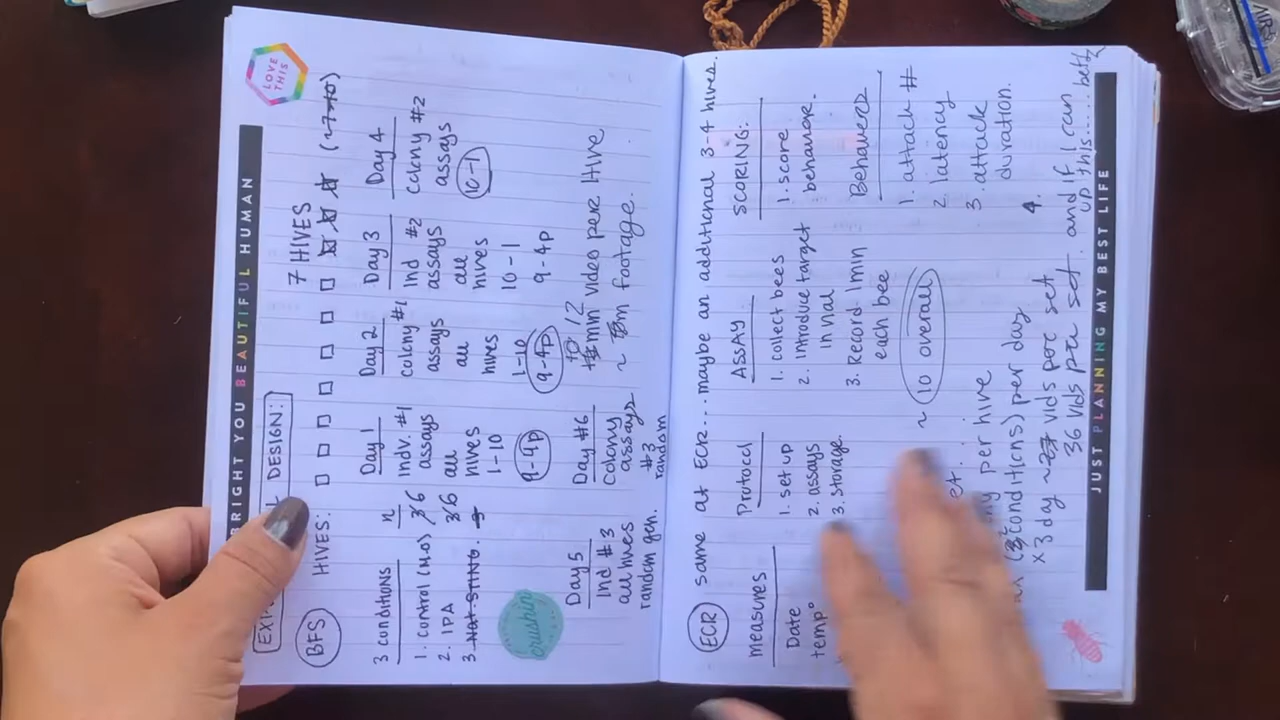 BRIGHT YOU BEAUTIFUL HUMAN
LOVE
THIS
DESIGN:
7 HIVES
BFS
HIVES:
3 conditions
n
1. control (H2O)
36
2. IPA
36
3. Nat Sting.
Day 1
indv. #1
assays
all
hives
1-10
9-4p
Day 2
colony #1
assays
all
hives
1-10
9-4p
Day 3
Ind #2
assays
all
hives
10-1
9-4p
Day 4
colony #2
assays
10-1
crushin'
Day 5
Ind #3
all hives
random gen.
Day #6
colony
assays
#3
random
min video per hive
footage.
ECR
same at ECR... maybe an additional 3-4 hives.
measures
Date
temp°
Protocol
1. set up
2. assays
3. storage.
ASSAY
1. collect bees
2. introduce target
in vial
3. Record 1 min
each bee
~ 10 overall
SCORING:
1. score
behavior.
Behaviors
1. attack #
2. latency
3. attack
duration.
4.
per hive
conditions) per day
x 3 day ~ vids per set
36 vids per set. and if I can
up this.....
JUST PLANNING MY BEST LIFE